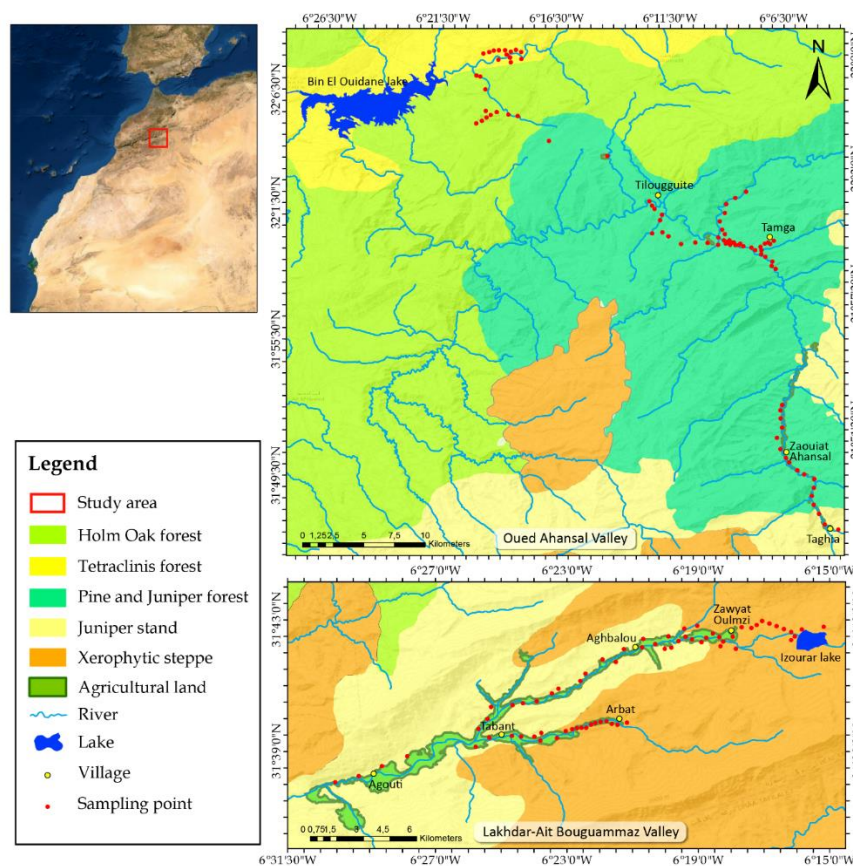 6°26'30"W
6°21'30"W
6°16'30"W
6°11'30"W
6°6'30"W
N
32°6'30"N
32°1'30"N
31°55'30"N
31°49'30"N
Bin El Ouidane lake
Tilougguite
Tamga
Zaouiat
Ahansal
Taghia
0 1,25 2,5 5 7,5 10
Kilometers
Oued Ahansal Valley
Legend
Study area
Holm Oak forest
Tetraclinis forest
Pine and Juniper forest
Juniper stand
Xerophytic steppe
Agricultural land
River
Lake
Village
Sampling point
6°27'0"W
6°23'0"W
6°19'0"W
6°15'0"W
31°43'0"N
31°39'0"N
Zawyat
Oulmzi
Aghbalou
Izourar lake
Arbat
Tabant
Agouti
0 0,75 1,5 3 4,5 6
Kilometers
Lakhdar-Ait Bouguammaz Valley
6°31'30"W
6°27'0"W
6°23'0"W
6°19'0"W
6°15'0"W